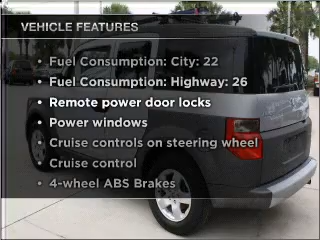 VEHICLE FEATURES
• Fuel Consumption: City: 22
• Fuel Consumption: Highway: 26
• Remote power door locks
• Power windows
• Cruise controls on steering wheel
• Cruise control
• 4-wheel ABS Brakes